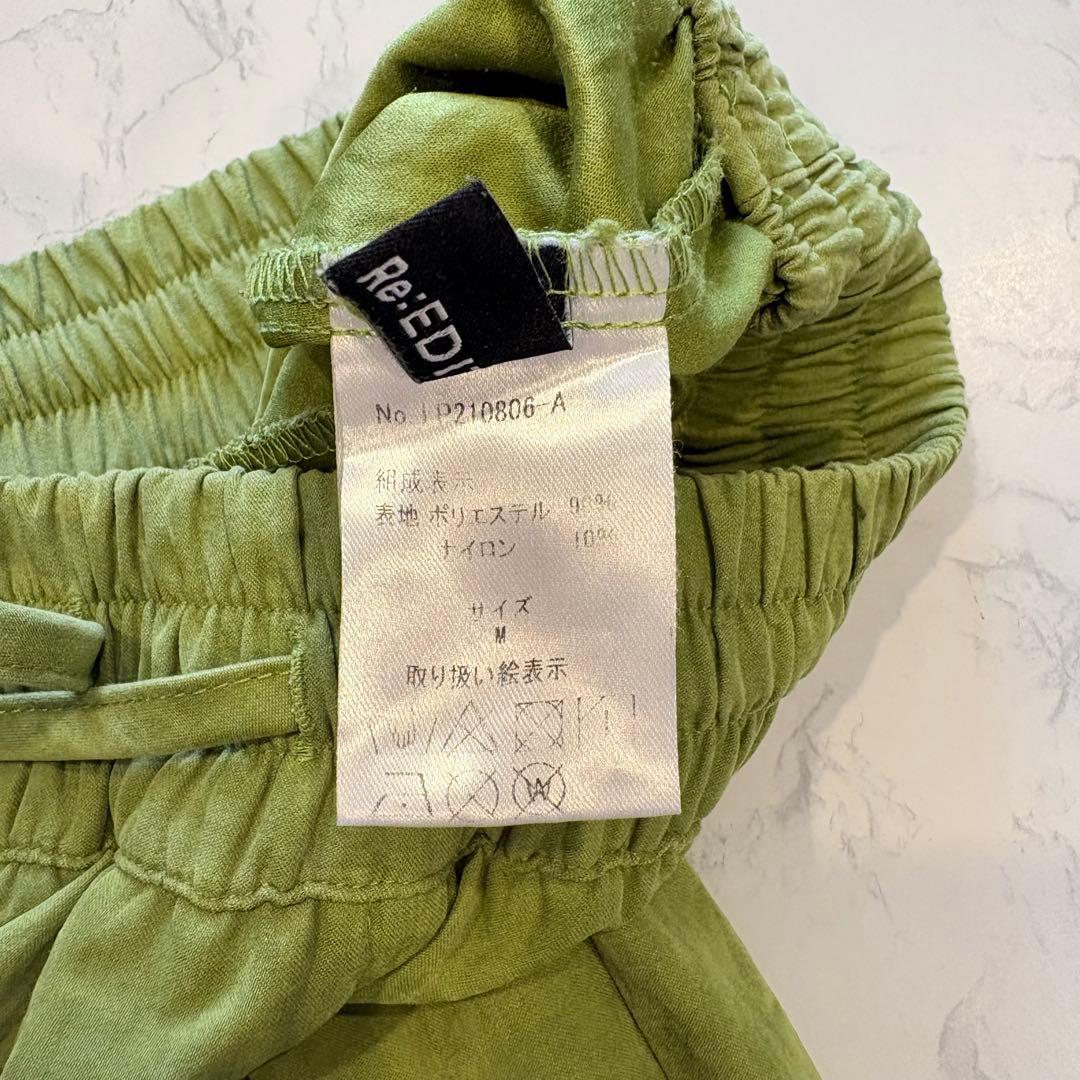 Re:EDI
No. LP210806-A
組成表示
表地 ポリエステル
ナイロン 10%
サイズ
M
取り扱い絵表示
W